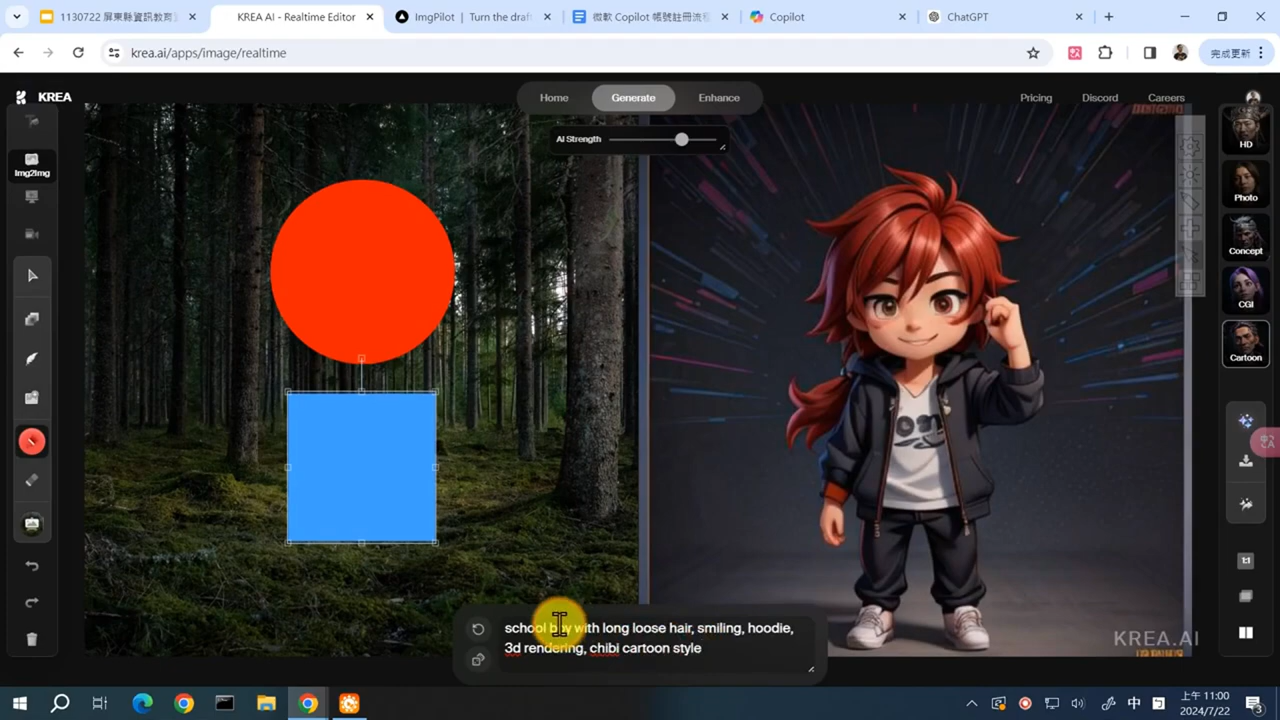 1130722 屏東縣資訊教育
KREA AI - Realtime Editor
ImgPilot | Turn the draft
微軟 Copilot 帳號註冊流程
Copilot
ChatGPT
krea.ai/apps/image/realtime
完成更新
KREA
Home
Generate
Enhance
Pricing
Discord
Careers
AI Strength
Img2Img
HD
Photo
Concept
CGI
Cartoon
1:1
school boy with long loose hair, smiling, hoodie,
3d rendering, chibi cartoon style
KREA.AI
中
上午 11:00
2024/7/22
3